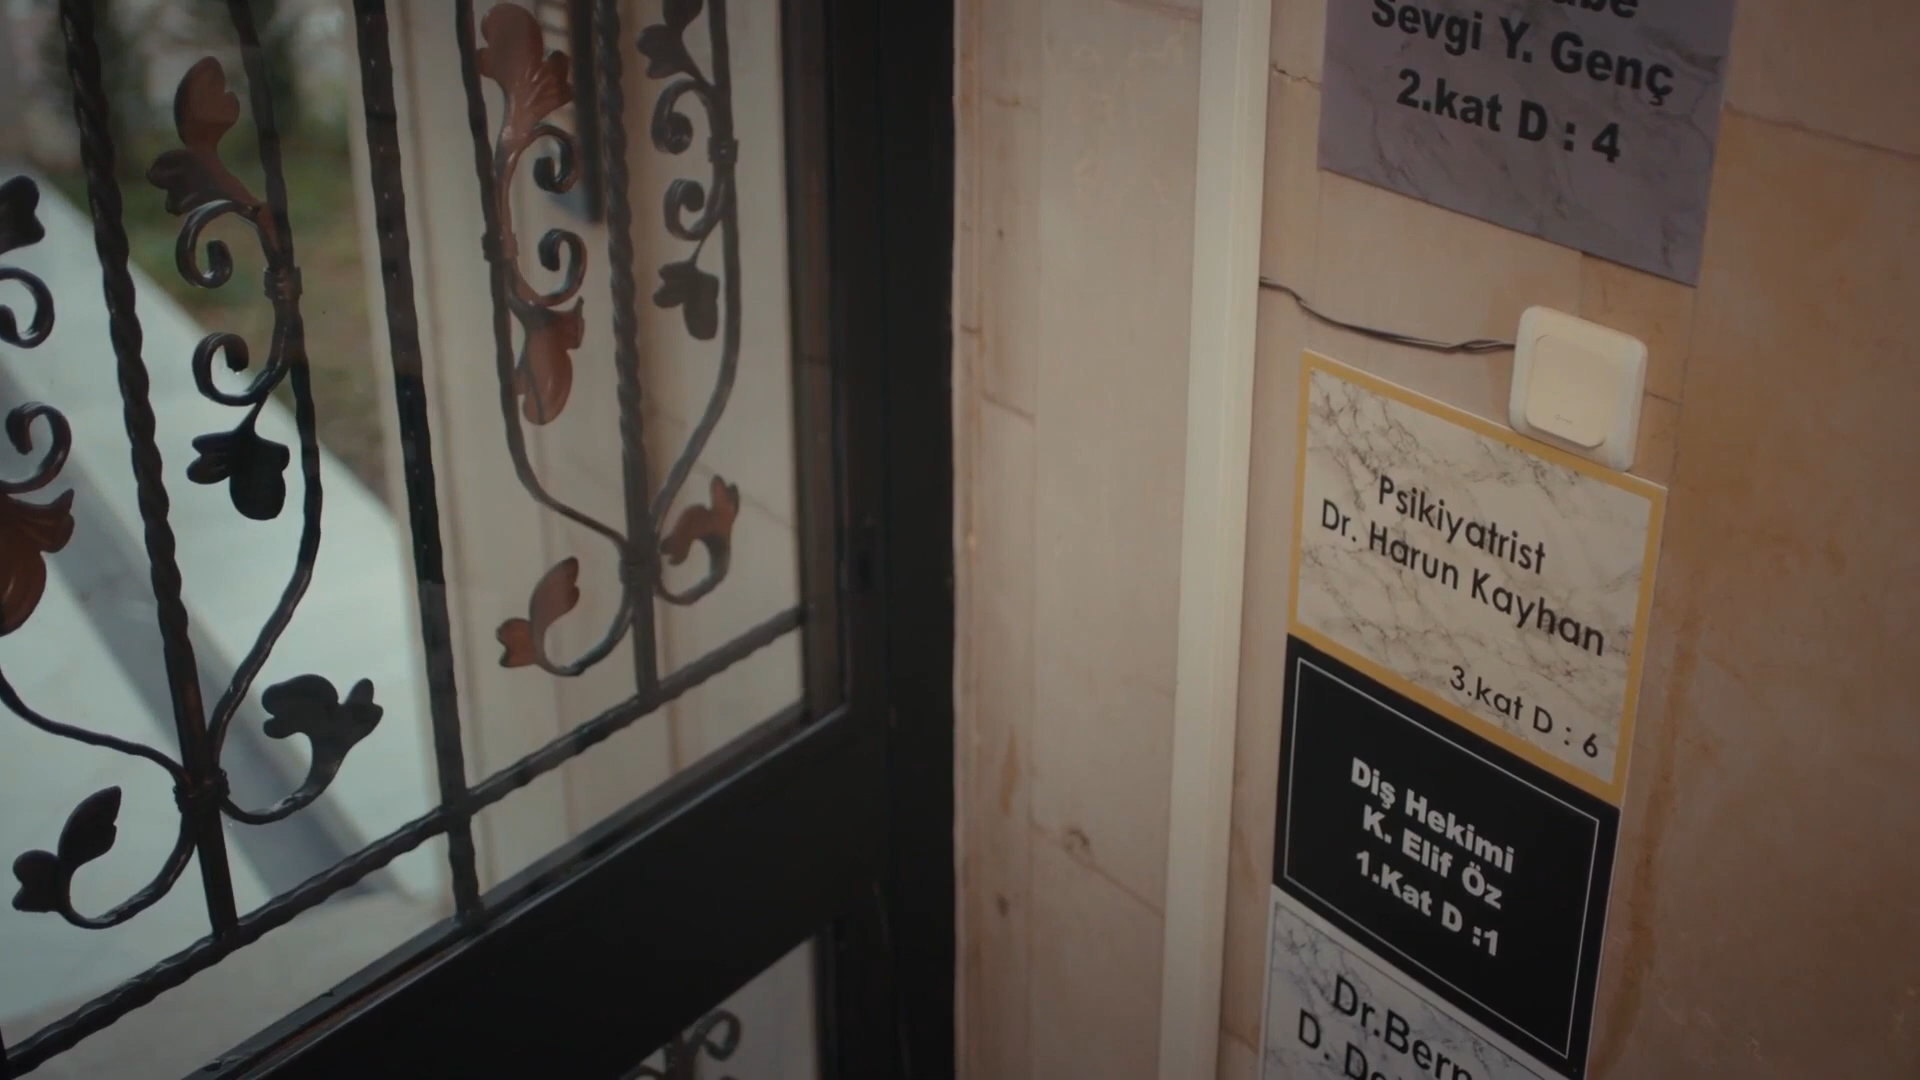 Sevgi Y. Genç
2.kat D : 4
Psikiyatrist
Dr. Harun Kayhan
3.kat D : 6
Diş Hekimi
K. Elif Öz
1.Kat D :1